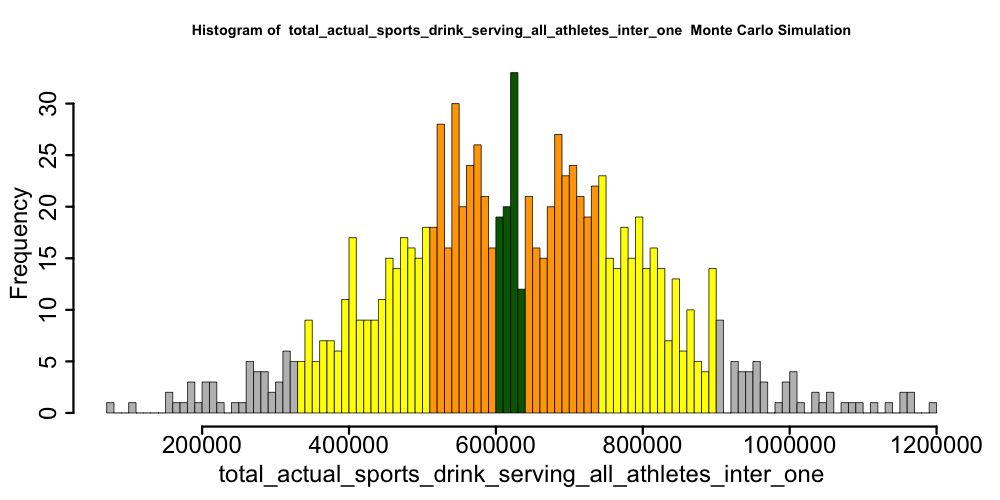 Histogram of  total_actual_sports_drink_serving_all_athletes_inter_one  Monte Carlo Simulation
Frequency
30
25
20
15
10
5
0
200000 400000 600000 800000 1000000 1200000
total_actual_sports_drink_serving_all_athletes_inter_one